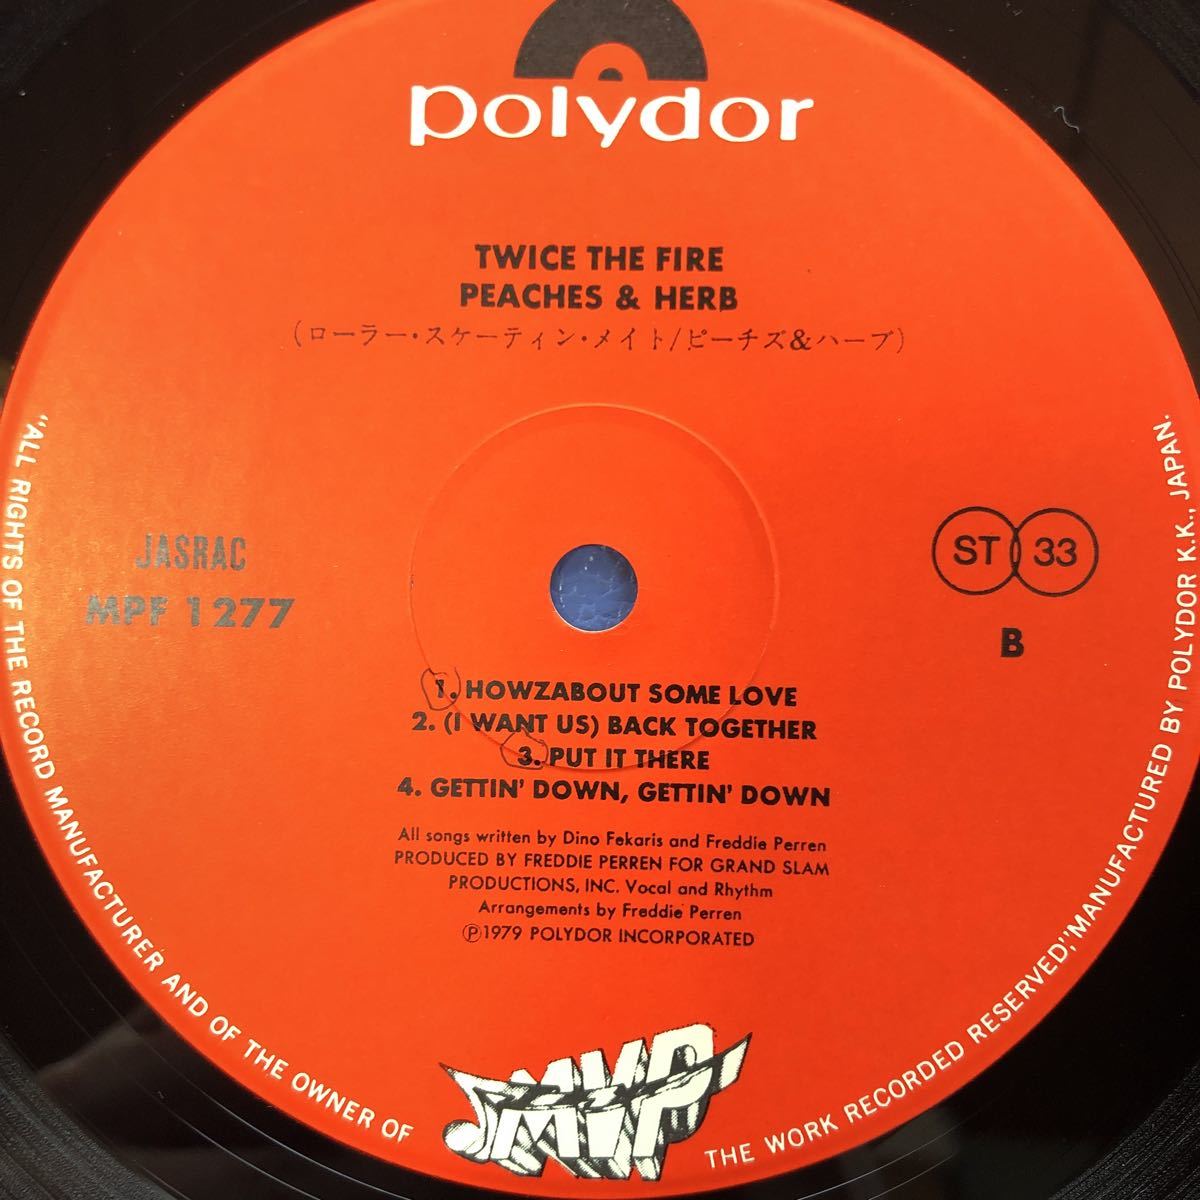 polydor
TWICE THE FIRE
PEACHES & HERB
(ローラー・スケーティン・メイト/ピーチズ&ハーブ)
JASRAC
MPF 1277
ST 33
B
1. HOWZABOUT SOME LOVE
2. (I WANT US) BACK TOGETHER
3. PUT IT THERE
4. GETTIN' DOWN, GETTIN' DOWN
All songs written by Dino Fekaris and Freddie Perren
PRODUCED BY FREDDIE PERREN FOR GRAND SLAM
PRODUCTIONS, INC. Vocal and Rhythm
Arrangements by Freddie Perren
Ⓟ1979 POLYDOR INCORPORATED
"ALL RIGHTS OF THE RECORD MANUFACTURER AND OF THE OWNER OF THE WORK RECORDED RESERVED," "MANUFACTURED BY POLYDOR K.K., JAPAN.
MVP